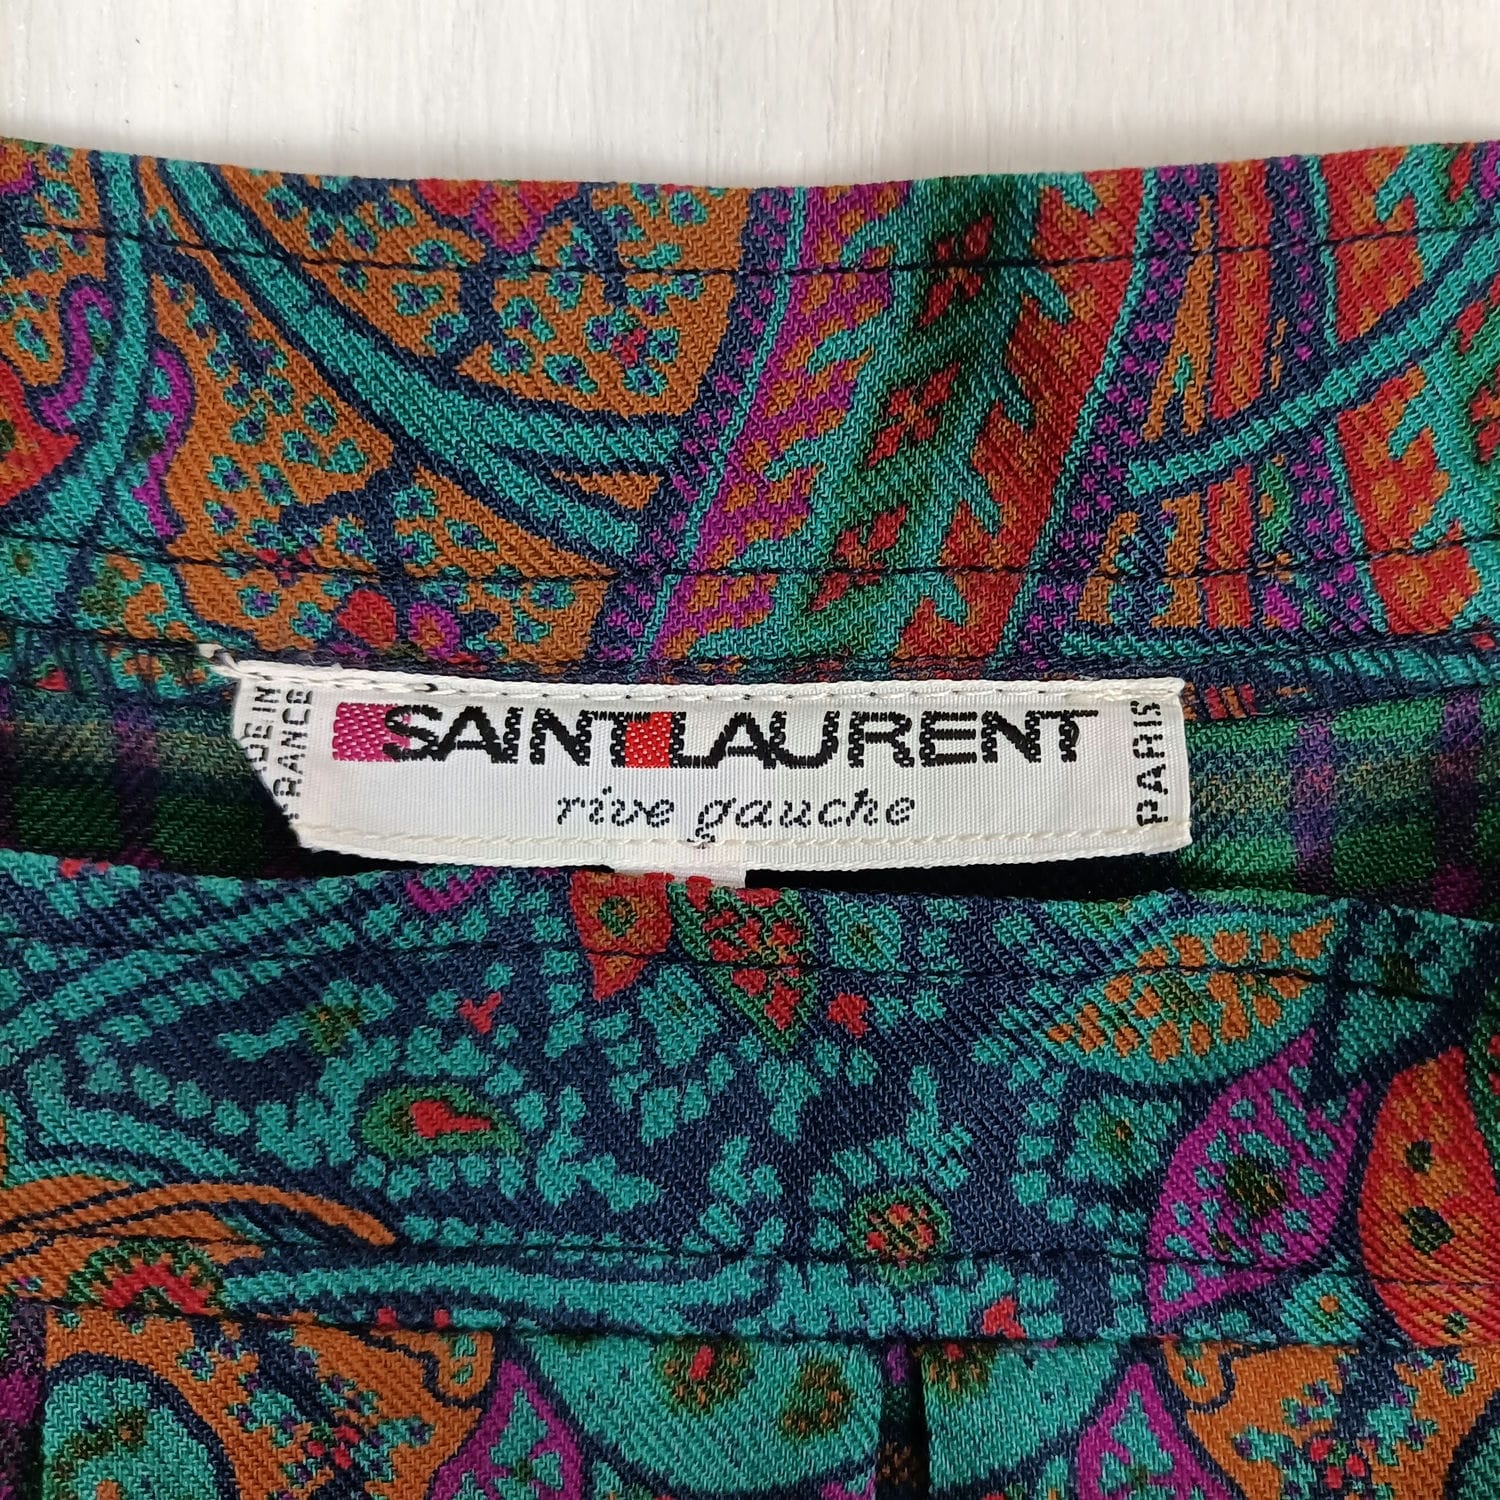 MADE IN
FRANCE
SAINT LAURENT
rive gauche
PARIS